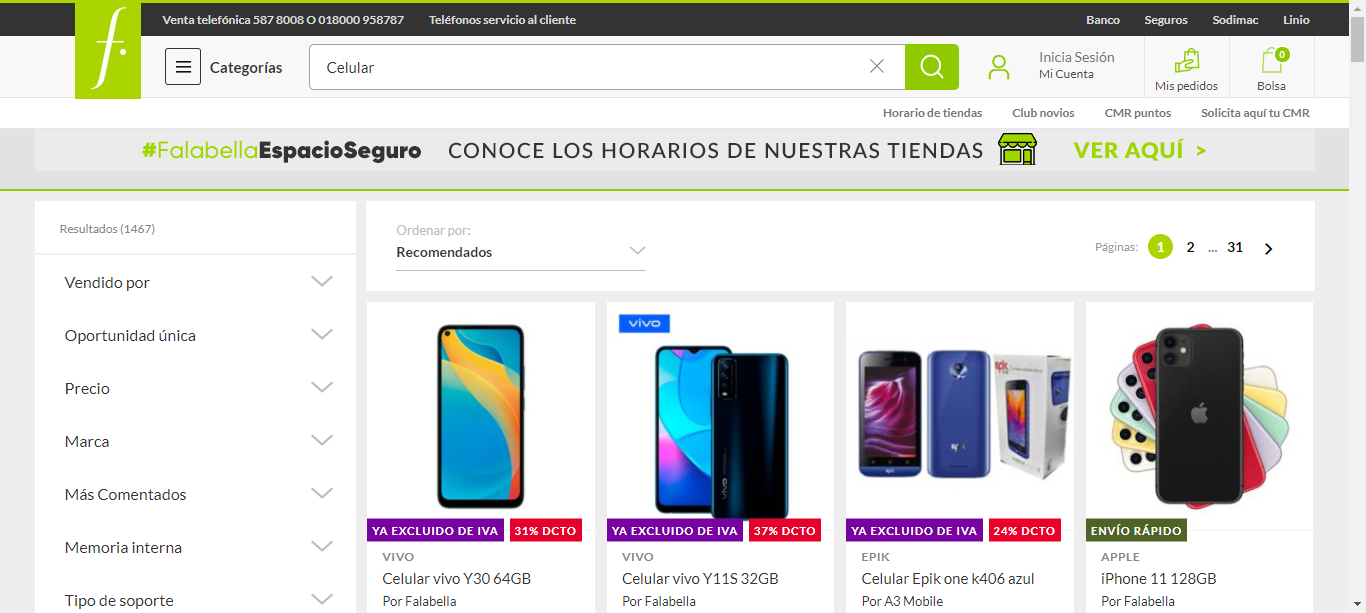 Venta telefónica 587 8008 O 018000 958787 Teléfonos servicio al cliente Banco Seguros Sodimac Linio
f.
Categorías Celular Inicia Sesión
Mi Cuenta
Mis pedidos
0
Bolsa
Horario de tiendas Club novios CMR puntos Solicita aquí tu CMR
#FalabellaEspacioSeguro CONOCE LOS HORARIOS DE NUESTRAS TIENDAS VER AQUÍ >
Resultados (1467)
Vendido por
Oportunidad única
Precio
Marca
Más Comentados
Memoria interna
Tipo de soporte
Ordenar por:
Recomendados
Páginas: 1 2 ... 31
YA EXCLUIDO DE IVA 31% DCTO
VIVO
Celular vivo Y30 64GB
Por Falabella
vivo
vivo
YA EXCLUIDO DE IVA 37% DCTO
VIVO
Celular vivo Y11S 32GB
Por Falabella
epik
YA EXCLUIDO DE IVA 24% DCTO
EPIK
Celular Epik one k406 azul
Por A3 Mobile
ENVÍO RÁPIDO
APPLE
iPhone 11 128GB
Por Falabella